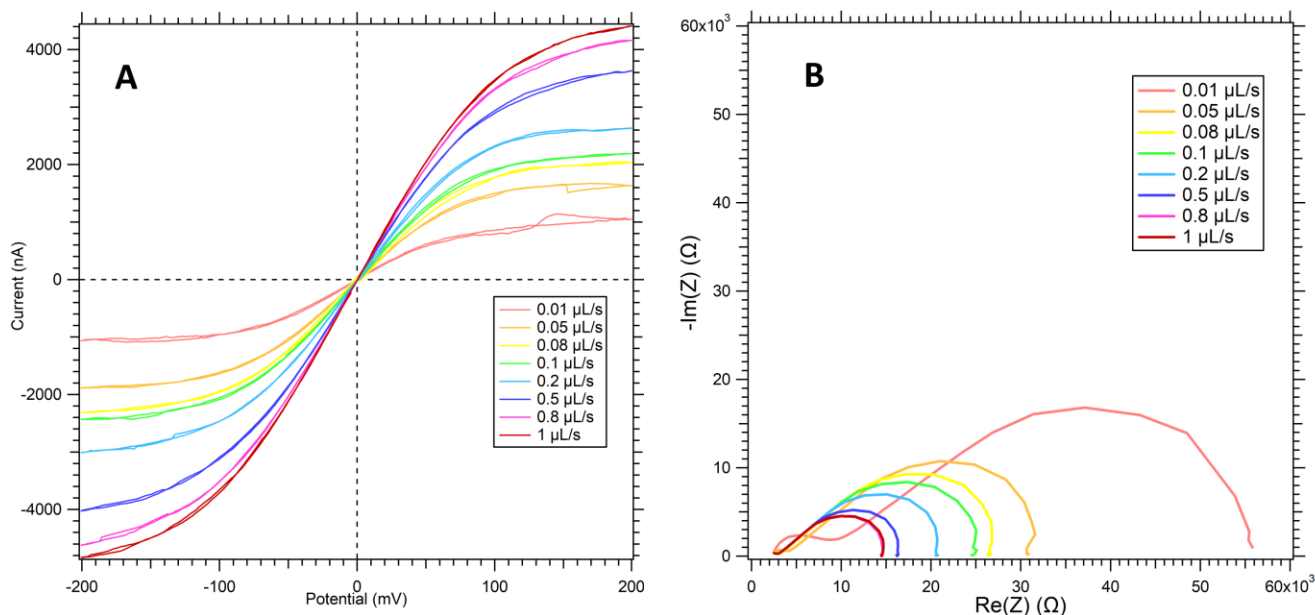 A
4000
2000
0
-2000
-4000
Current (nA)
-200
-100
0
100
200
Potential (mV)
0.01 µL/s
0.05 µL/s
0.08 µL/s
0.1 µL/s
0.2 µL/s
0.5 µL/s
0.8 µL/s
1 µL/s
B
60x10³
50
40
30
20
10
0
-Im(Z) (Ω)
0
10
20
30
40
50
60x10³
Re(Z) (Ω)
0.01 µL/s
0.05 µL/s
0.08 µL/s
0.1 µL/s
0.2 µL/s
0.5 µL/s
0.8 µL/s
1 µL/s